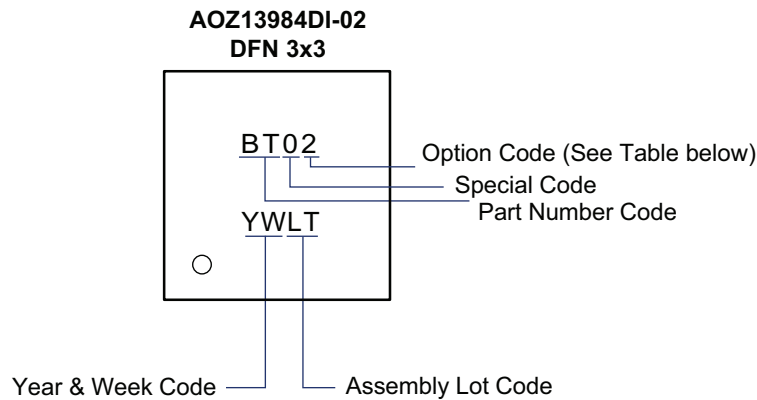 AOZ13984DI-02
DFN 3x3
BT02
Option Code (See Table below)
Special Code
Part Number Code
YWLT
Year & Week Code
Assembly Lot Code